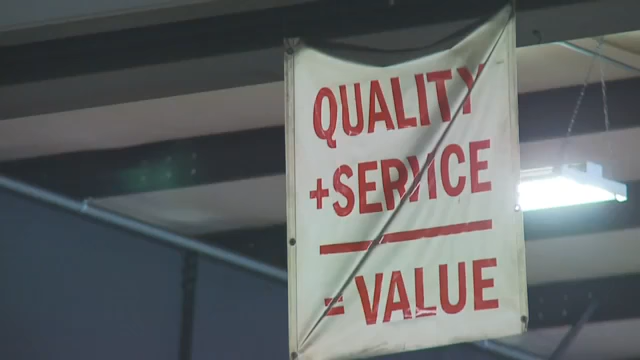 QUALITY
+SERVICE
= VALUE